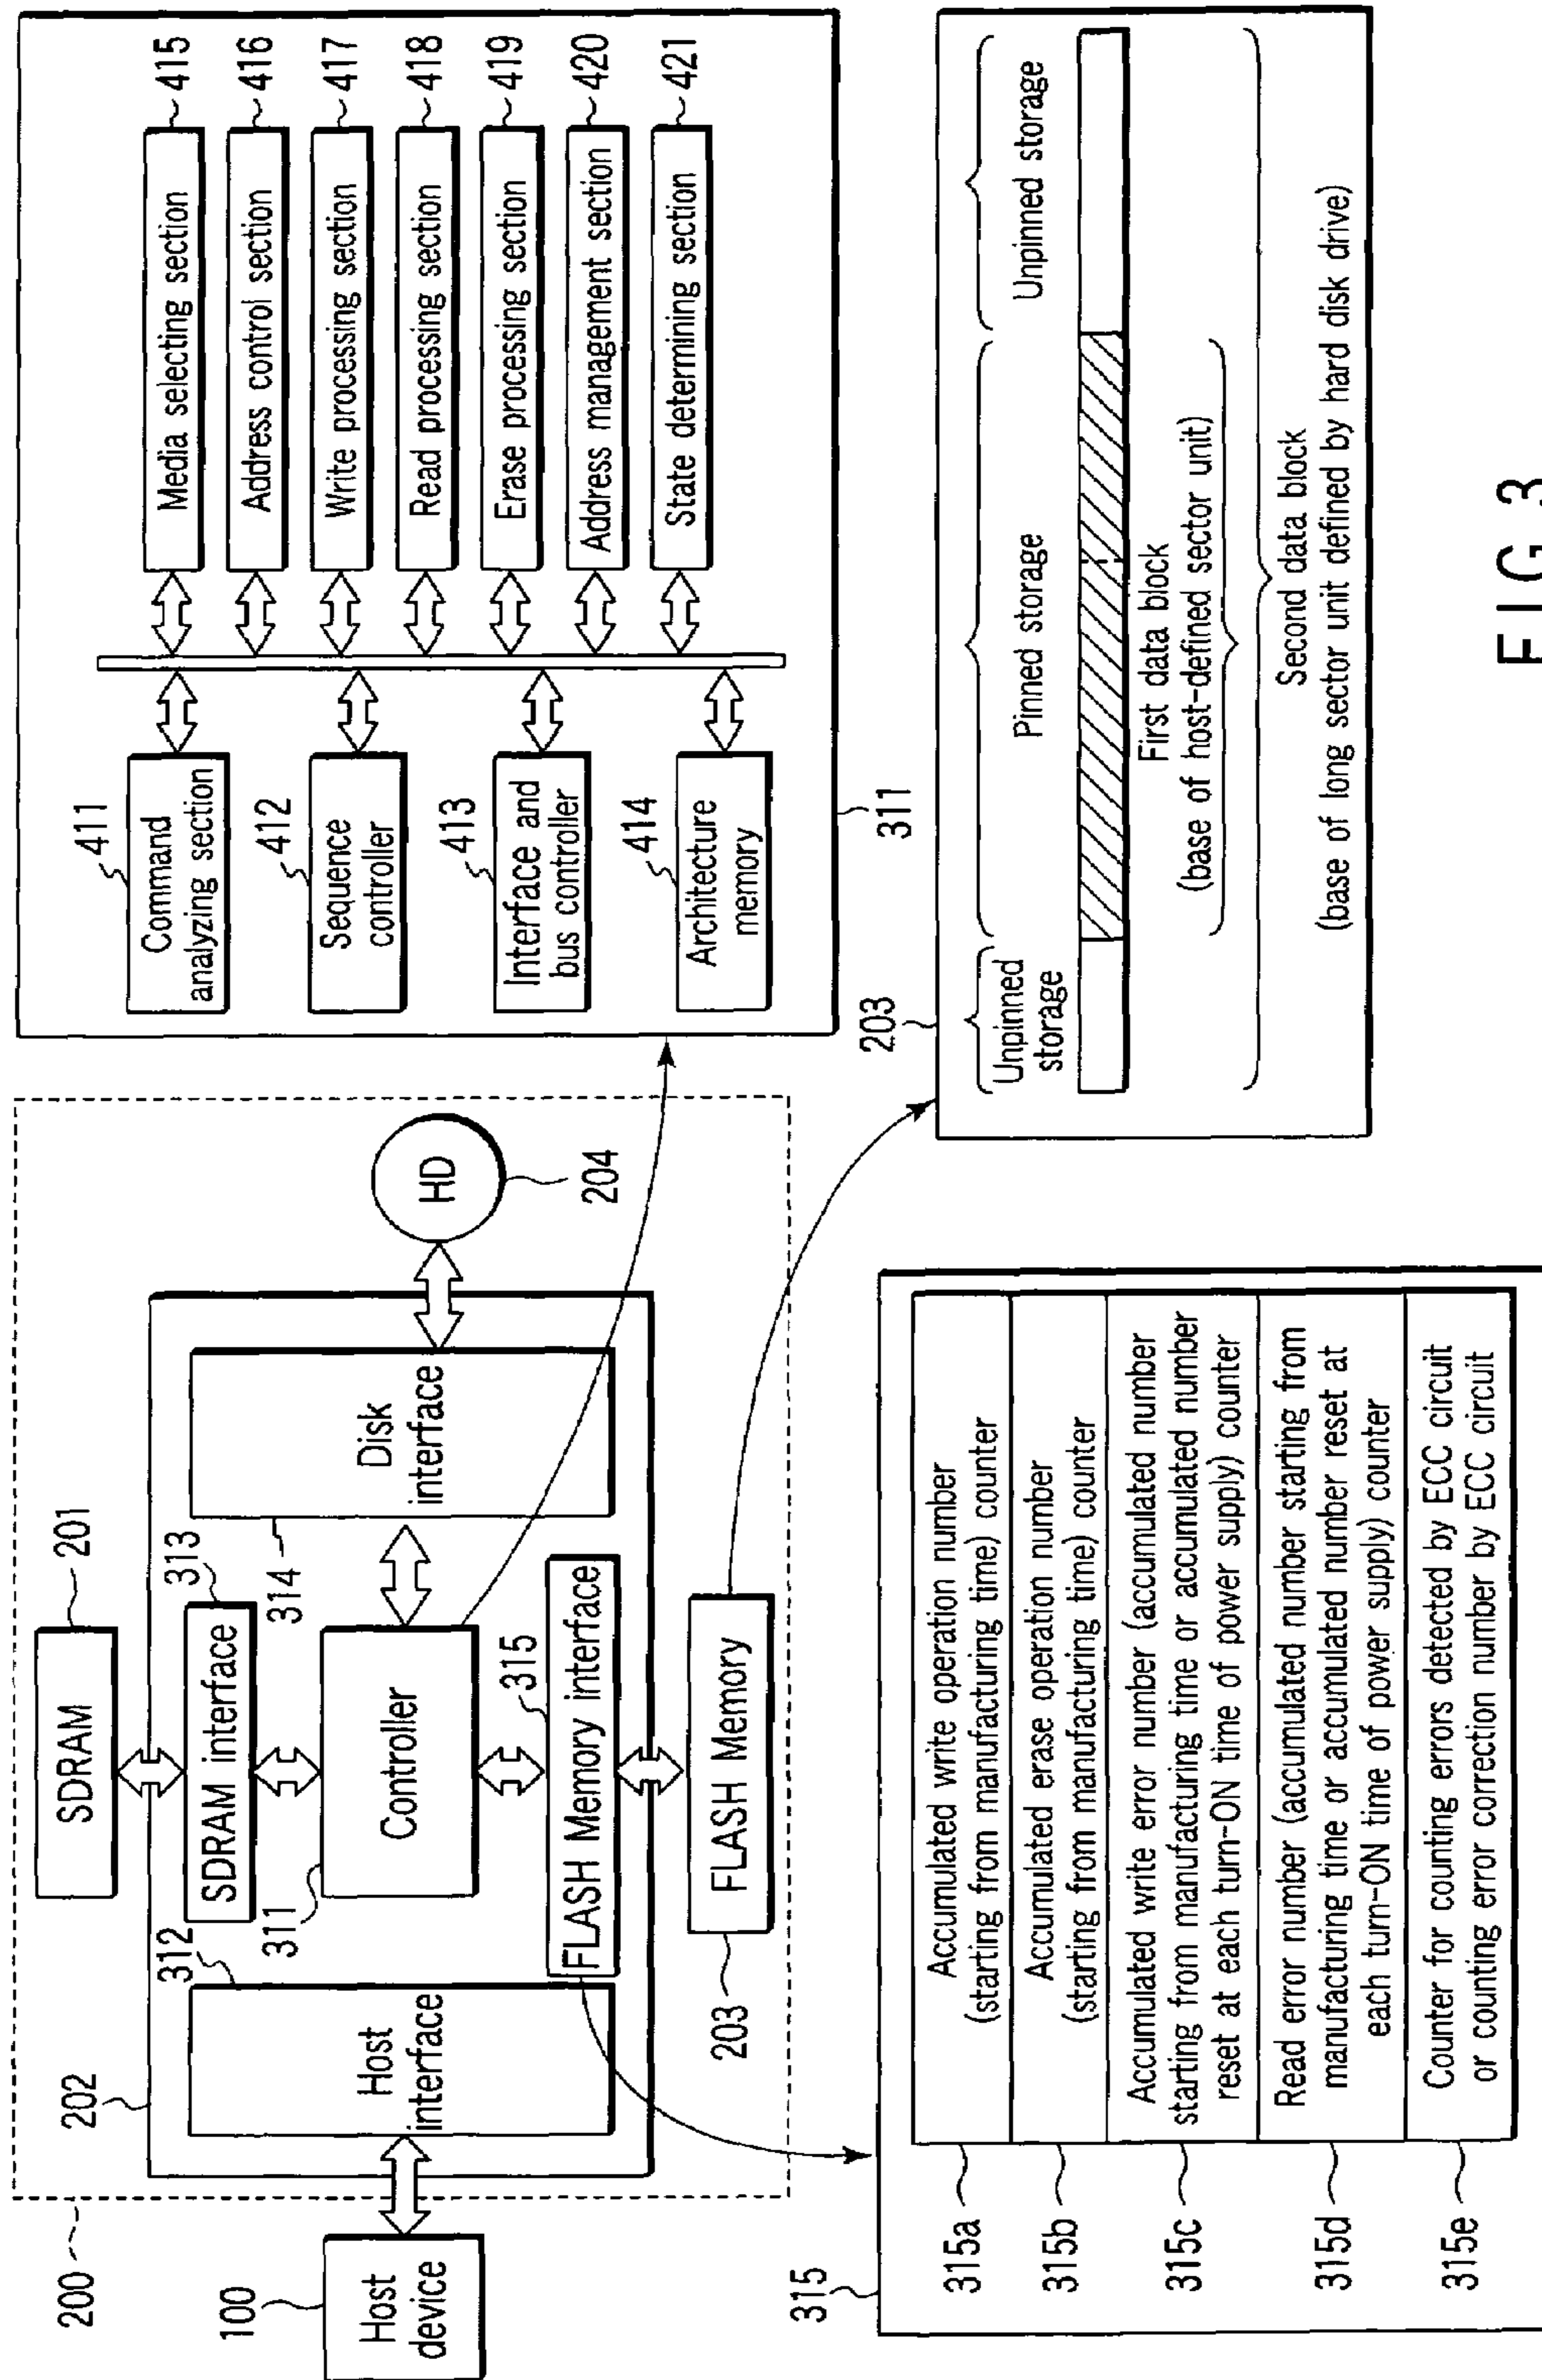 200
100
Host
device
202
312
Host
interface
SDRAM
201
SDRAM interface
313
311
Controller
314
Disk
interface
315
FLASH Memory interface
203
FLASH Memory
HD
204
411
Command
analyzing section
412
Sequence
controller
413
Interface and
bus controller
414
Architecture
memory
Media selecting section
415
Address control section
416
Write processing section
417
Read processing section
418
Erase processing section
419
Address management section
420
State determining section
421
311
315
315a
Accumulated write operation number
(starting from manufacturing time) counter
315b
Accumulated erase operation number
(starting from manufacturing time) counter
315c
Accumulated write error number (accumulated number
starting from manufacturing time or accumulated number
reset at each turn-ON time of power supply) counter
315d
Read error number (accumulated number starting from
manufacturing time or accumulated number reset at
each turn-ON time of power supply) counter
315e
Counter for counting errors detected by ECC circuit
or counting error correction number by ECC circuit
203
Unpinned
storage
Pinned storage
Unpinned storage
First data block
(base of host-defined sector unit)
Second data block
(base of long sector unit defined by hard disk drive)
FIG. 3